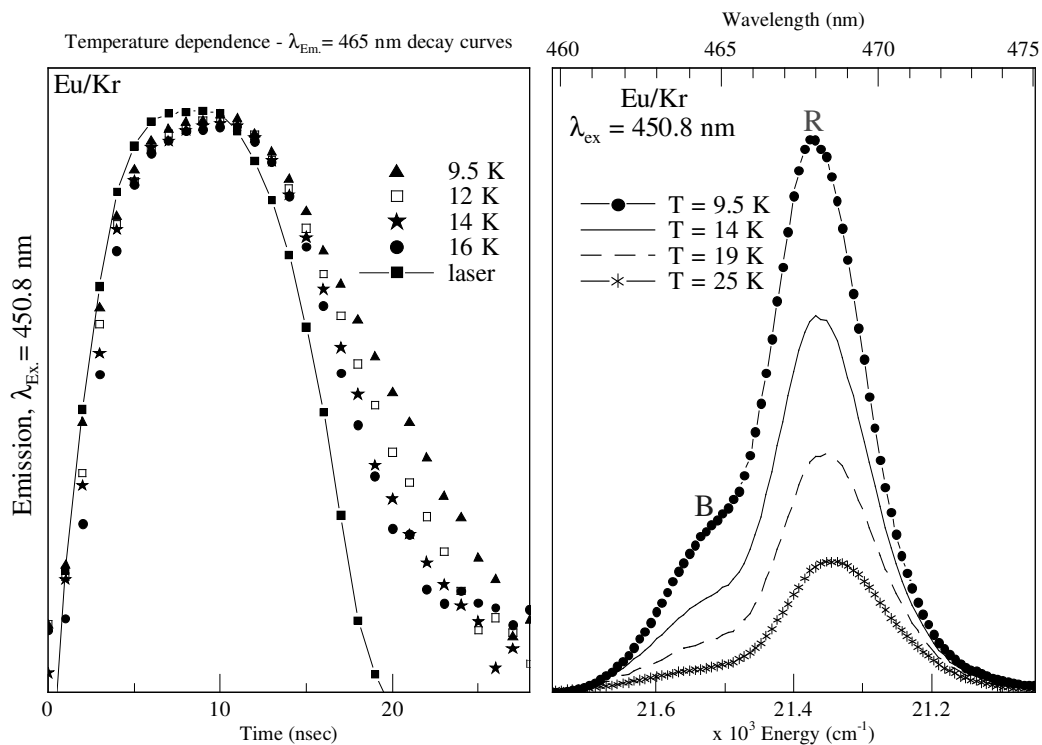 Temperature dependence - λEm.= 465 nm decay curves
Eu/Kr
9.5 K
12 K
14 K
16 K
laser
Emission, λEx.= 450.8 nm
0
10
20
Time (nsec)
Wavelength (nm)
460
465
470
475
Eu/Kr
λex = 450.8 nm
R
T = 9.5 K
T = 14 K
T = 19 K
T = 25 K
B
21.6
21.4
21.2
x 10³ Energy (cm⁻¹)